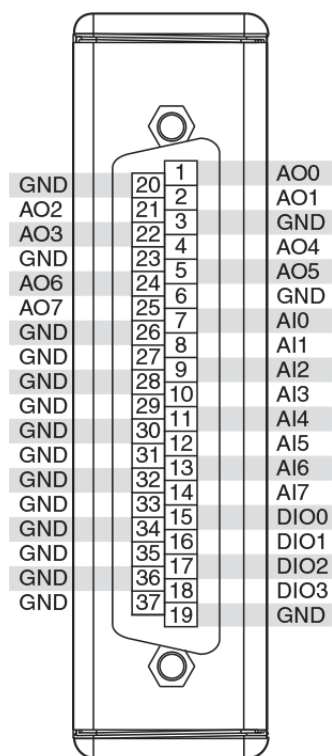 1 AO0
GND 20
2 AO1
AO2 21
3 GND
AO3 22
4 AO4
GND 23
5 AO5
AO6 24
6 GND
AO7 25
7 AI0
GND 26
8 AI1
GND 27
9 AI2
GND 28
10 AI3
GND 29
11 AI4
GND 30
12 AI5
GND 31
13 AI6
GND 32
14 AI7
GND 33
15 DIO0
GND 34
16 DIO1
GND 35
17 DIO2
GND 36
18 DIO3
GND 37
19 GND